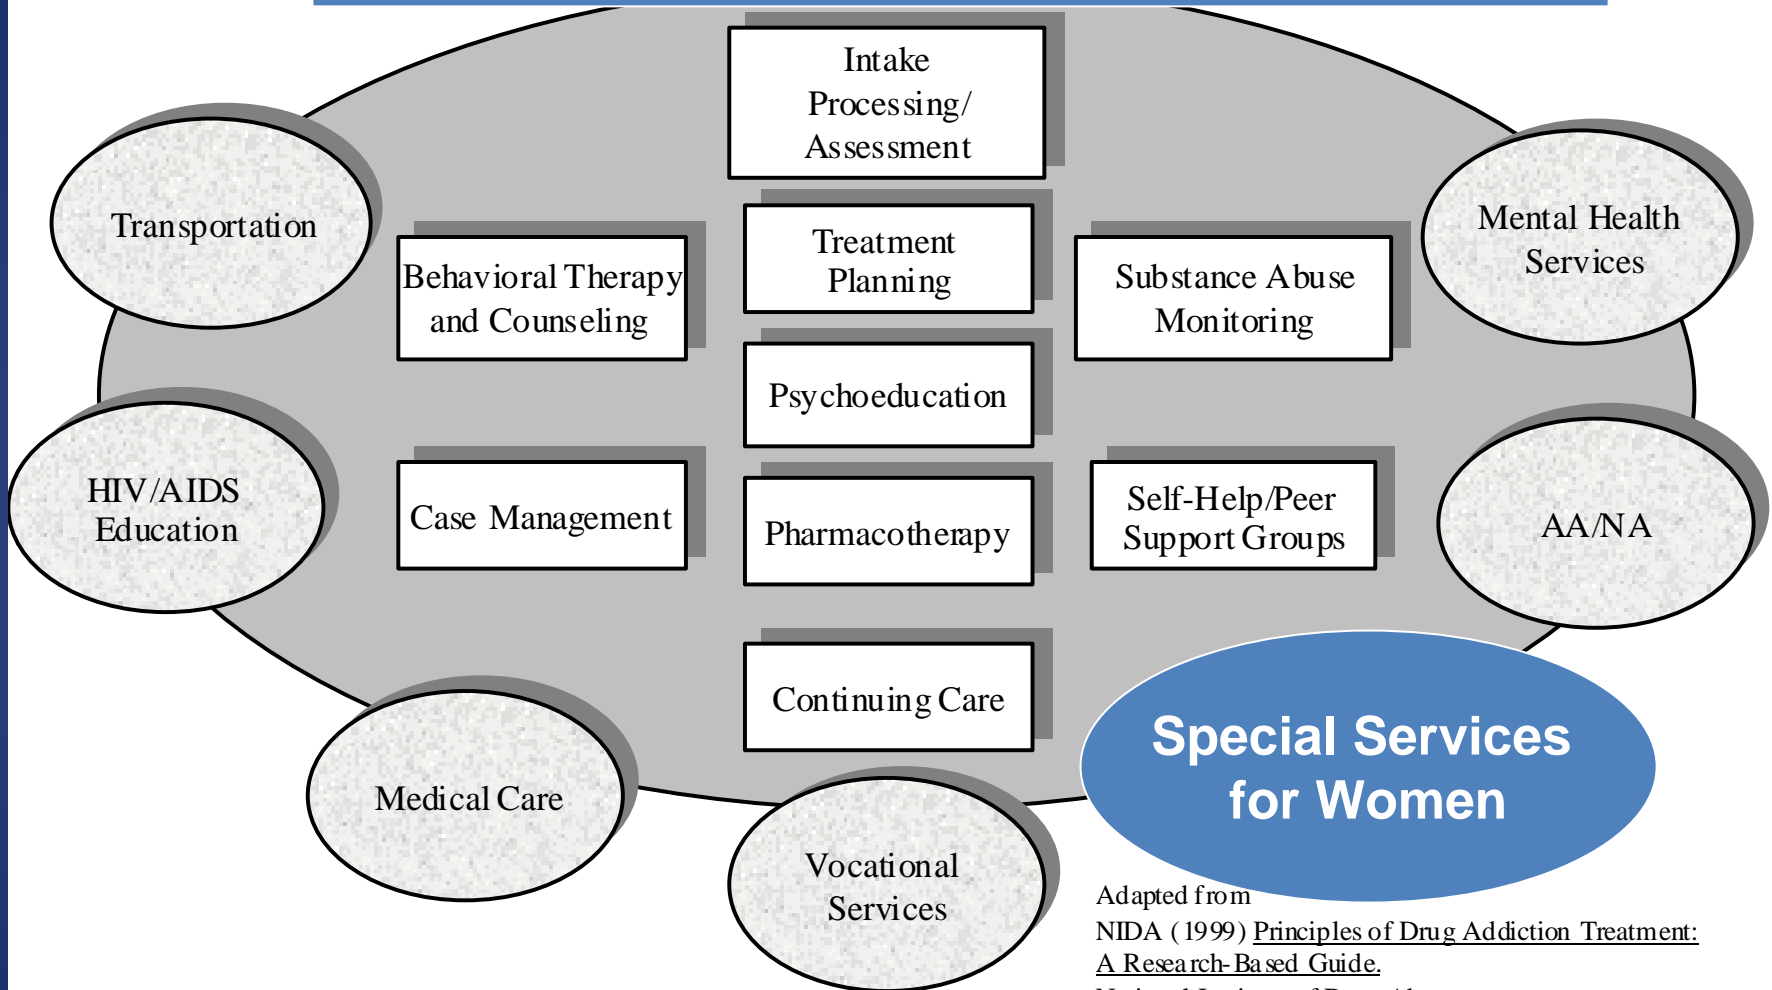 Intake
Processing/
Assessment
Transportation
Mental Health
Services
Treatment
Planning
Behavioral Therapy
and Counseling
Substance Abuse
Monitoring
Psychoeducation
HIV/AIDS
Education
Case Management
Pharmacotherapy
Self-Help/Peer
Support Groups
AA/NA
Continuing Care
Special Services
for Women
Medical Care
Vocational
Services
Adapted from
NIDA (1999) Principles of Drug Addiction Treatment:
A Research-Based Guide.